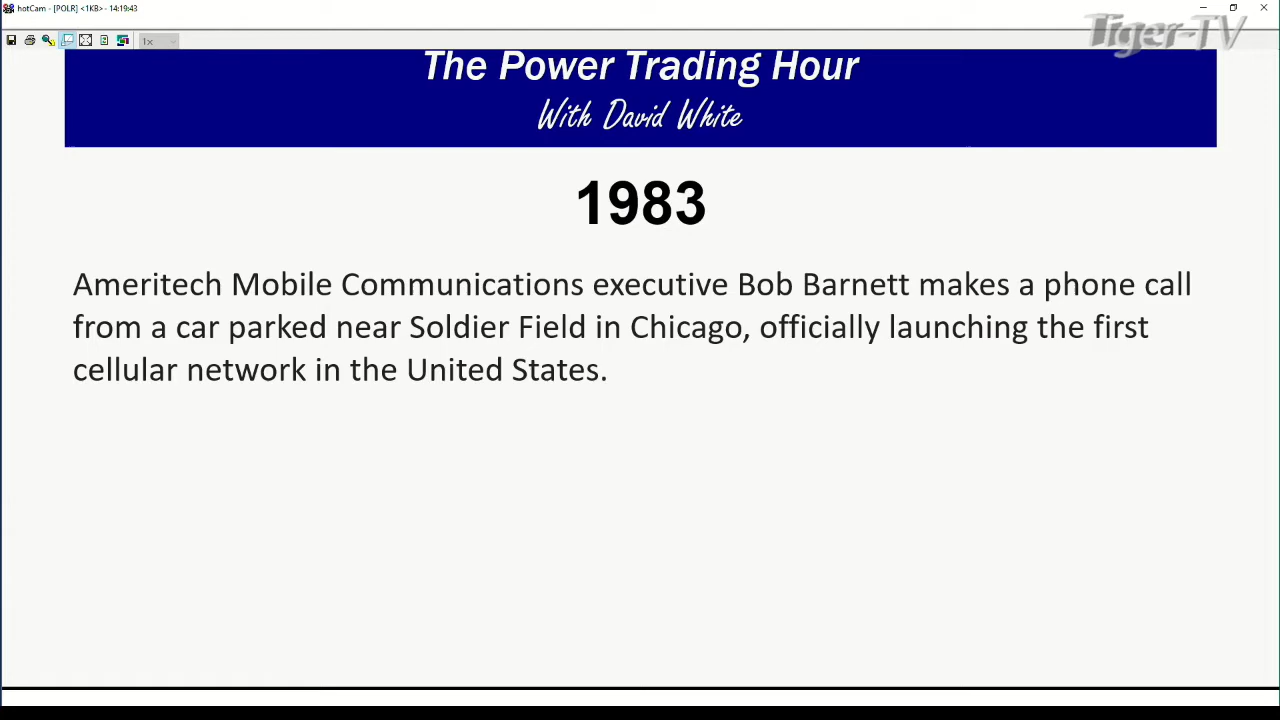 hotCam - [POLR] <1KB> - 14:19:43
Tiger-TV
1x
The Power Trading Hour
With David White
1983
Ameritech Mobile Communications executive Bob Barnett makes a phone call
from a car parked near Soldier Field in Chicago, officially launching the first
cellular network in the United States.